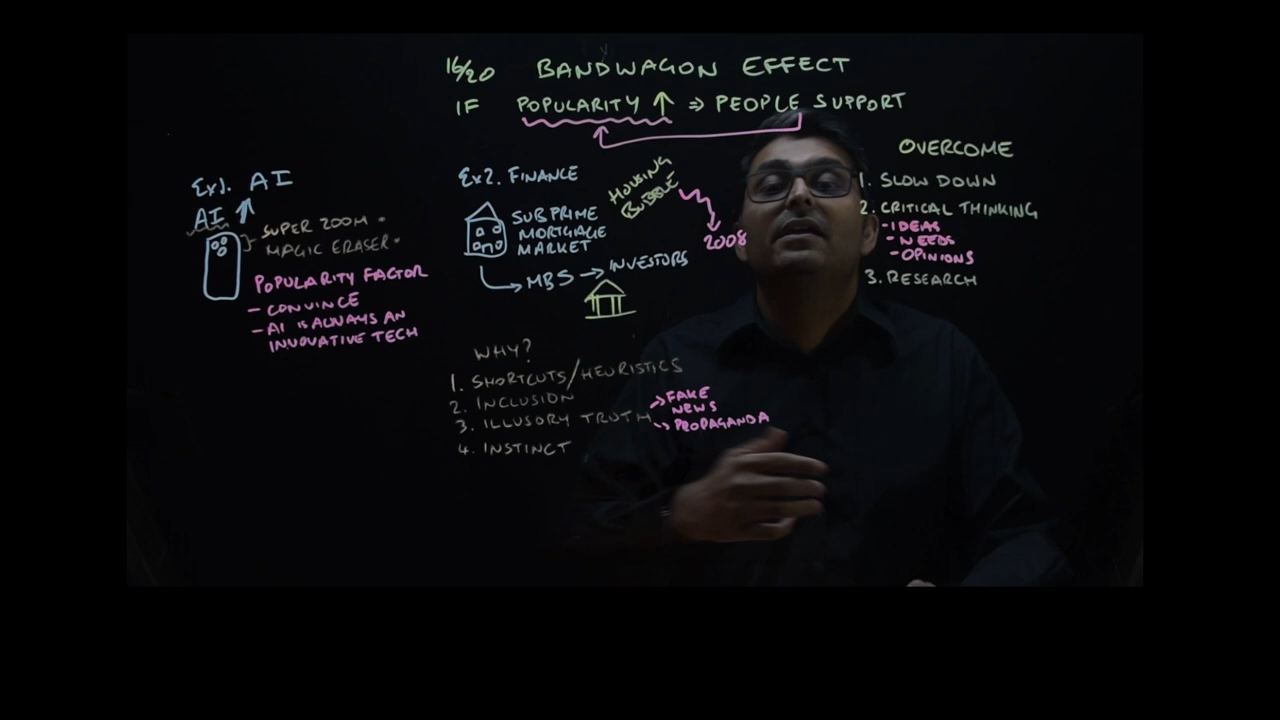 16/20 BANDWAGON EFFECT
IF POPULARITY ↑ ⇒ PEOPLE SUPPORT
Ex1. AI
AI ↑
SUPER ZOOM
MAGIC ERASER
POPULARITY FACTOR
- CONVINCE
- AI IS ALWAYS AN
INNOVATIVE TECH
Ex2. FINANCE
SUBPRIME
MORTGAGE
MARKET
MBS → INVESTORS
HOUSING
BUBBLE
2008
WHY?
1. SHORTCUTS/HEURISTICS
2. INCLUSION
3. ILLUSORY TRUTH
→ FAKE
NEWS
→ PROPAGANDA
4. INSTINCT
OVERCOME
1. SLOW DOWN
2. CRITICAL THINKING
- IDEAS
- NEEDS
- OPINIONS
3. RESEARCH